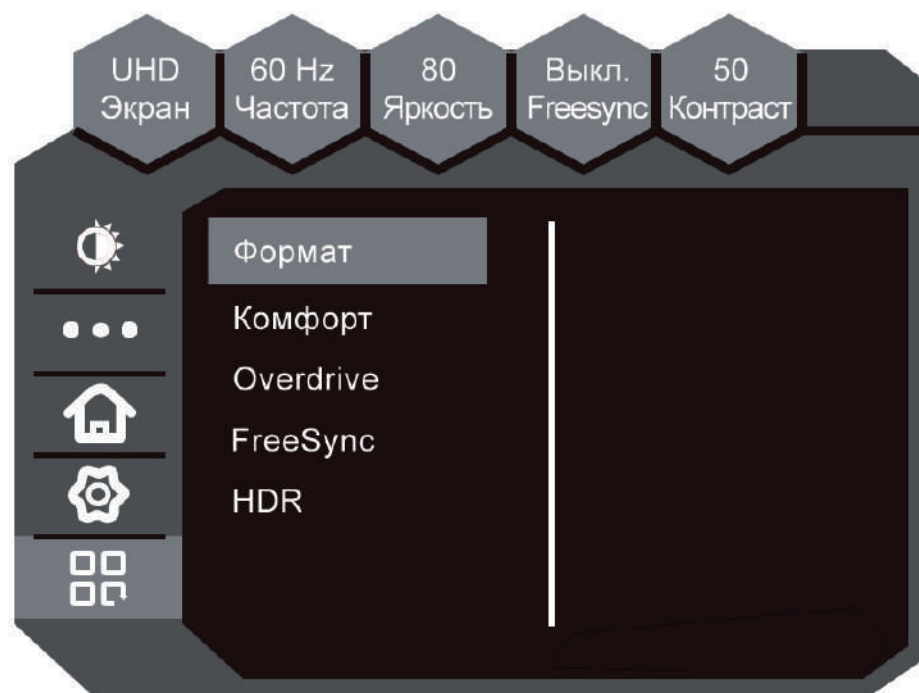 UHD
Экран
60 Hz
Частота
80
Яркость
Выкл.
Freesync
50
Контраст
Формат
Комфорт
Overdrive
FreeSync
HDR